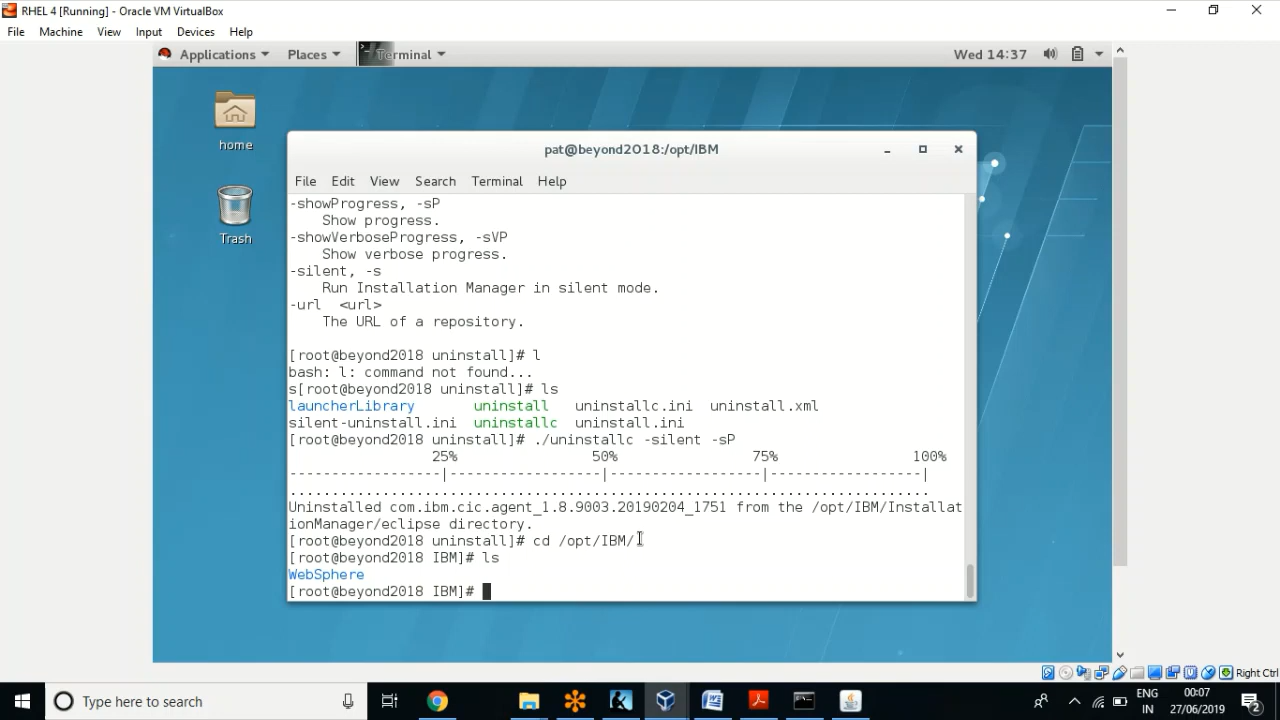 RHEL 4 [Running] - Oracle VM VirtualBox
File Machine View Input Devices Help
Applications Places Terminal Wed 14:37
home
Trash
pat@beyond2018:/opt/IBM
File Edit View Search Terminal Help
-showProgress, -sP
Show progress.
-showVerboseProgress, -sVP
Show verbose progress.
-silent, -s
Run Installation Manager in silent mode.
-url <url>
The URL of a repository.
[root@beyond2018 uninstall]# l
bash: l: command not found...
s[root@beyond2018 uninstall]# ls
launcherLibrary uninstall uninstallc.ini uninstall.xml
silent-uninstall.ini uninstallc uninstall.ini
[root@beyond2018 uninstall]# ./uninstallc -silent -sP
25% 50% 75% 100%
------------------|------------------|------------------|------------------|
............................................................................
Uninstalled com.ibm.cic.agent_1.8.9003.20190204_1751 from the /opt/IBM/Installat
ionManager/eclipse directory.
[root@beyond2018 uninstall]# cd /opt/IBM/
[root@beyond2018 IBM]# ls
WebSphere
[root@beyond2018 IBM]#
Right Ctrl
Type here to search
ENG
IN
00:07
27/06/2019
2